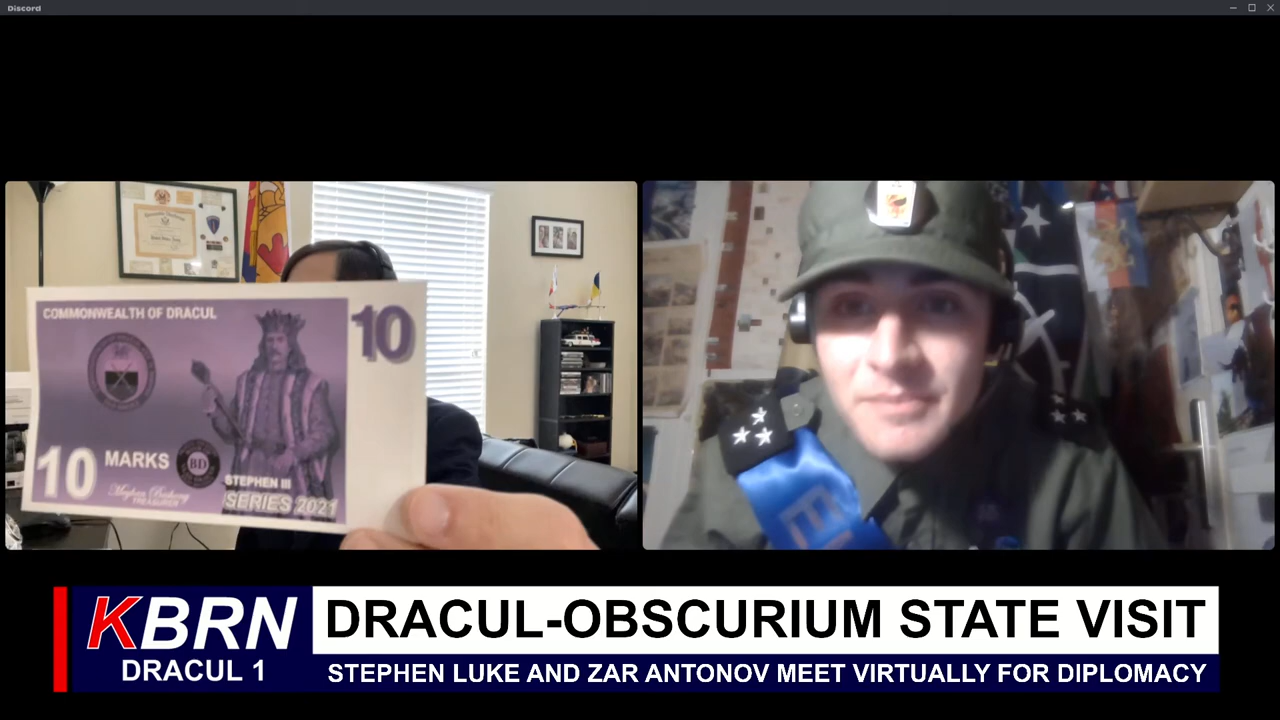 Discord
COMMONWEALTH OF DRACUL
10
10
MARKS
BD
STEPHEN III
TREASURY
SERIES 2021
KBRN
DRACUL 1
DRACUL-OBSCURIUM STATE VISIT
STEPHEN LUKE AND ZAR ANTONOV MEET VIRTUALLY FOR DIPLOMACY